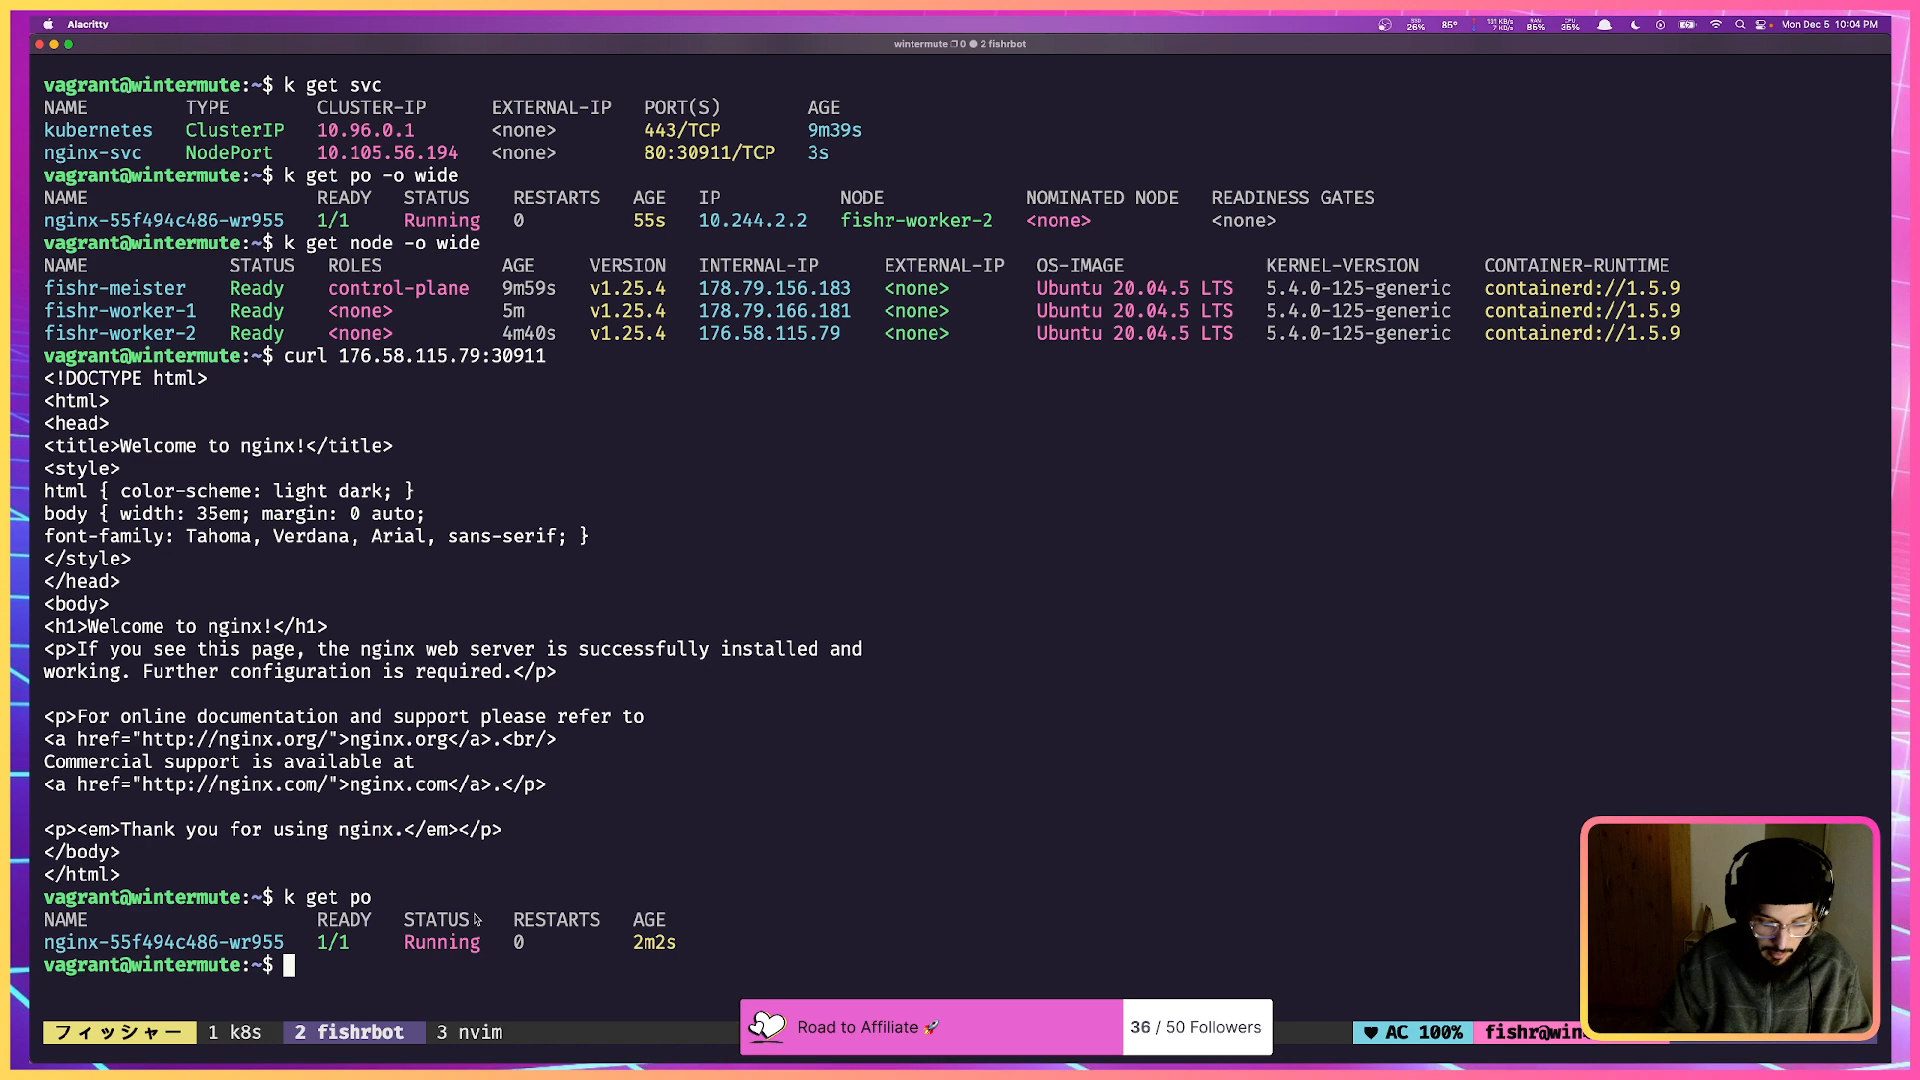 Alacritty
SSD 26% 85° 131 KB/s 7 KB/s RAM 85% CPU 35% Mon Dec 5 10:04 PM
wintermute 0 2 fishrbot
vagrant@wintermute:~$ k get svc
NAME TYPE CLUSTER-IP EXTERNAL-IP PORT(S) AGE
kubernetes ClusterIP 10.96.0.1 <none> 443/TCP 9m39s
nginx-svc NodePort 10.105.56.194 <none> 80:30911/TCP 3s
vagrant@wintermute:~$ k get po -o wide
NAME READY STATUS RESTARTS AGE IP NODE NOMINATED NODE READINESS GATES
nginx-55f494c486-wr955 1/1 Running 0 55s 10.244.2.2 fishr-worker-2 <none> <none>
vagrant@wintermute:~$ k get node -o wide
NAME STATUS ROLES AGE VERSION INTERNAL-IP EXTERNAL-IP OS-IMAGE KERNEL-VERSION CONTAINER-RUNTIME
fishr-meister Ready control-plane 9m59s v1.25.4 178.79.156.183 <none> Ubuntu 20.04.5 LTS 5.4.0-125-generic containerd://1.5.9
fishr-worker-1 Ready <none> 5m v1.25.4 178.79.166.181 <none> Ubuntu 20.04.5 LTS 5.4.0-125-generic containerd://1.5.9
fishr-worker-2 Ready <none> 4m40s v1.25.4 176.58.115.79 <none> Ubuntu 20.04.5 LTS 5.4.0-125-generic containerd://1.5.9
vagrant@wintermute:~$ curl 176.58.115.79:30911
<!DOCTYPE html>
<html>
<head>
<title>Welcome to nginx!</title>
<style>
html { color-scheme: light dark; }
body { width: 35em; margin: 0 auto;
font-family: Tahoma, Verdana, Arial, sans-serif; }
</style>
</head>
<body>
<h1>Welcome to nginx!</h1>
<p>If you see this page, the nginx web server is successfully installed and
working. Further configuration is required.</p>
<p>For online documentation and support please refer to
<a href="http://nginx.org/">nginx.org</a>.<br/>
Commercial support is available at
<a href="http://nginx.com/">nginx.com</a>.</p>
<p><em>Thank you for using nginx.</em></p>
</body>
</html>
vagrant@wintermute:~$ k get po
NAME READY STATUS RESTARTS AGE
nginx-55f494c486-wr955 1/1 Running 0 2m2s
vagrant@wintermute:~$
フィッシャー 1 k8s 2 fishrbot 3 nvim
Road to Affiliate 🚀 36 / 50 Followers
♥ AC 100% fishr@win